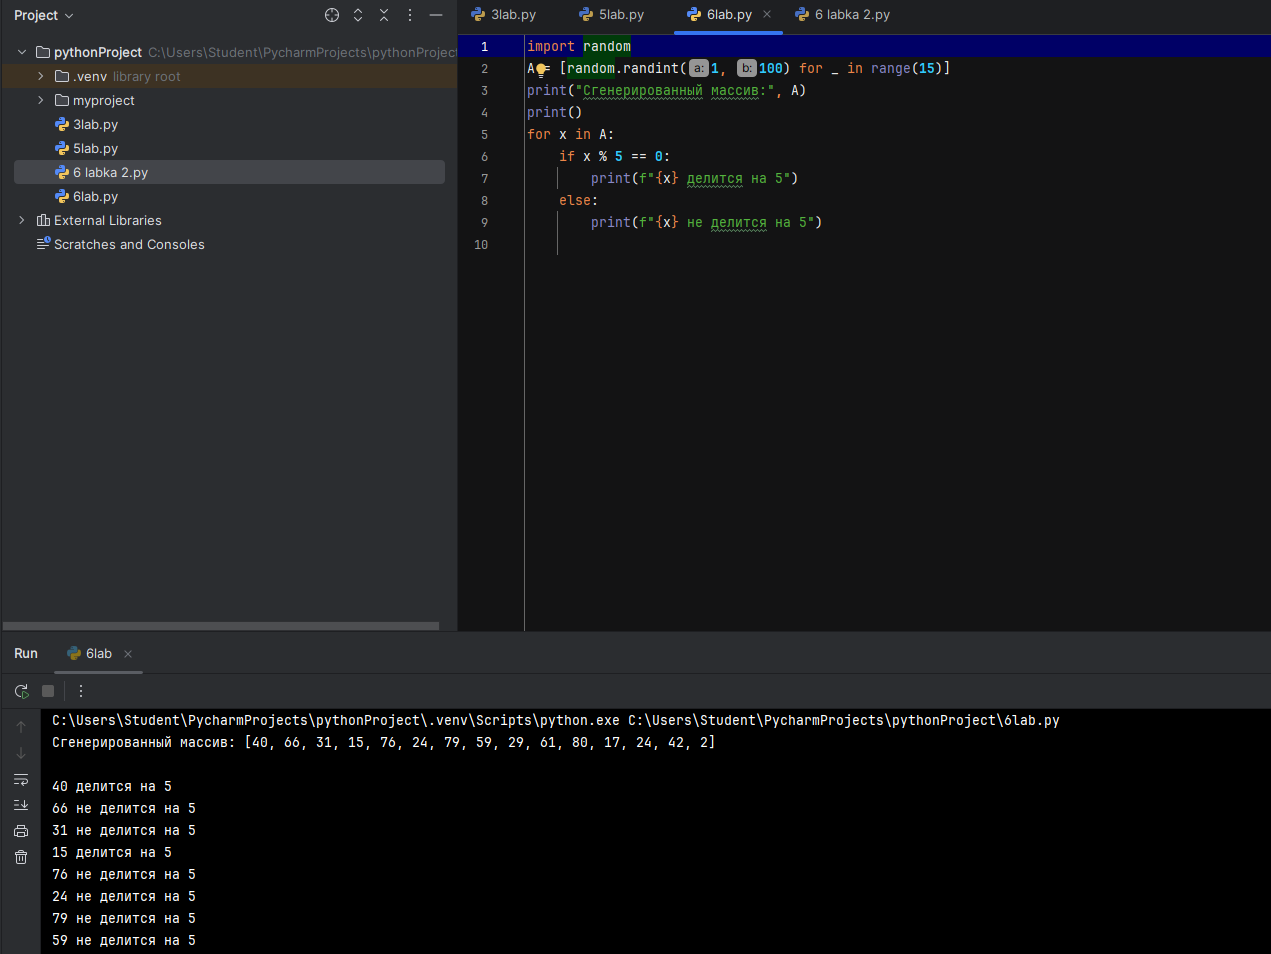 Project
pythonProject C:\Users\Student\PycharmProjects\pythonProject
.venv library root
myproject
3lab.py
5lab.py
6 labka 2.py
6lab.py
External Libraries
Scratches and Consoles
3lab.py 5lab.py 6lab.py 6 labka 2.py
1 import random
2 A = [random.randint( a: 1, b: 100) for _ in range(15)]
3 print("Сгенерированный массив:", A)
4 print()
5 for x in A:
6 if x % 5 == 0:
7 print(f"{x} делится на 5")
8 else:
9 print(f"{x} не делится на 5")
10
Run 6lab
C:\Users\Student\PycharmProjects\pythonProject\.venv\Scripts\python.exe C:\Users\Student\PycharmProjects\pythonProject\6lab.py
Сгенерированный массив: [40, 66, 31, 15, 76, 24, 79, 59, 29, 61, 80, 17, 24, 42, 2]
40 делится на 5
66 не делится на 5
31 не делится на 5
15 делится на 5
76 не делится на 5
24 не делится на 5
79 не делится на 5
59 не делится на 5